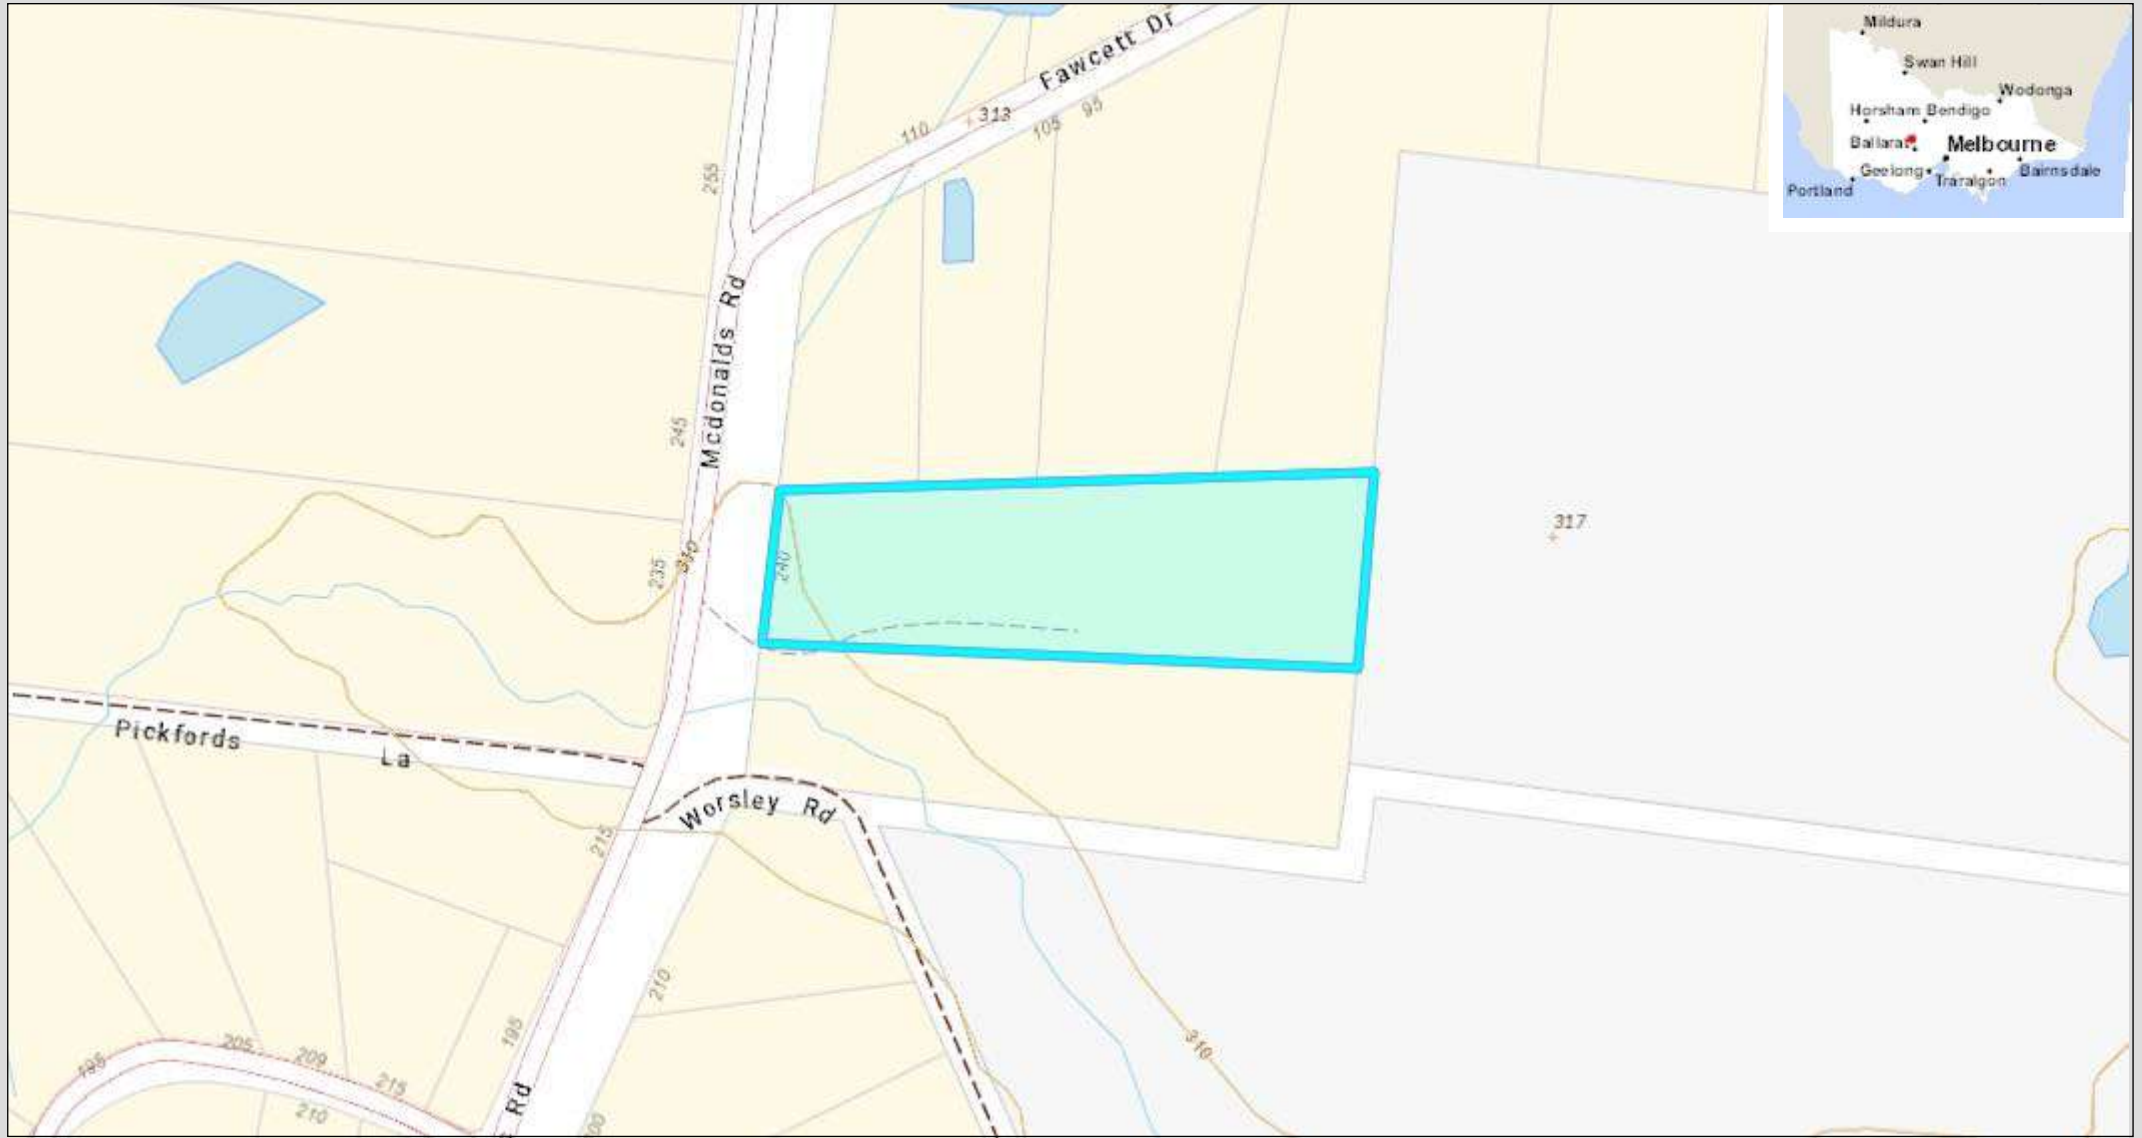 Mildura
Swan Hill
Wodonga
Horsham Bendigo
Ballarat
Melbourne
Geelong
Traralgon
Bairnsdale
Portland
Fawcett Dr
313
110
105
95
255
Mcdonalds Rd
245
317
235
310
240
Pickfords
La
Worsley Rd
215
210
195
310
195
205
209
215
210
Rd